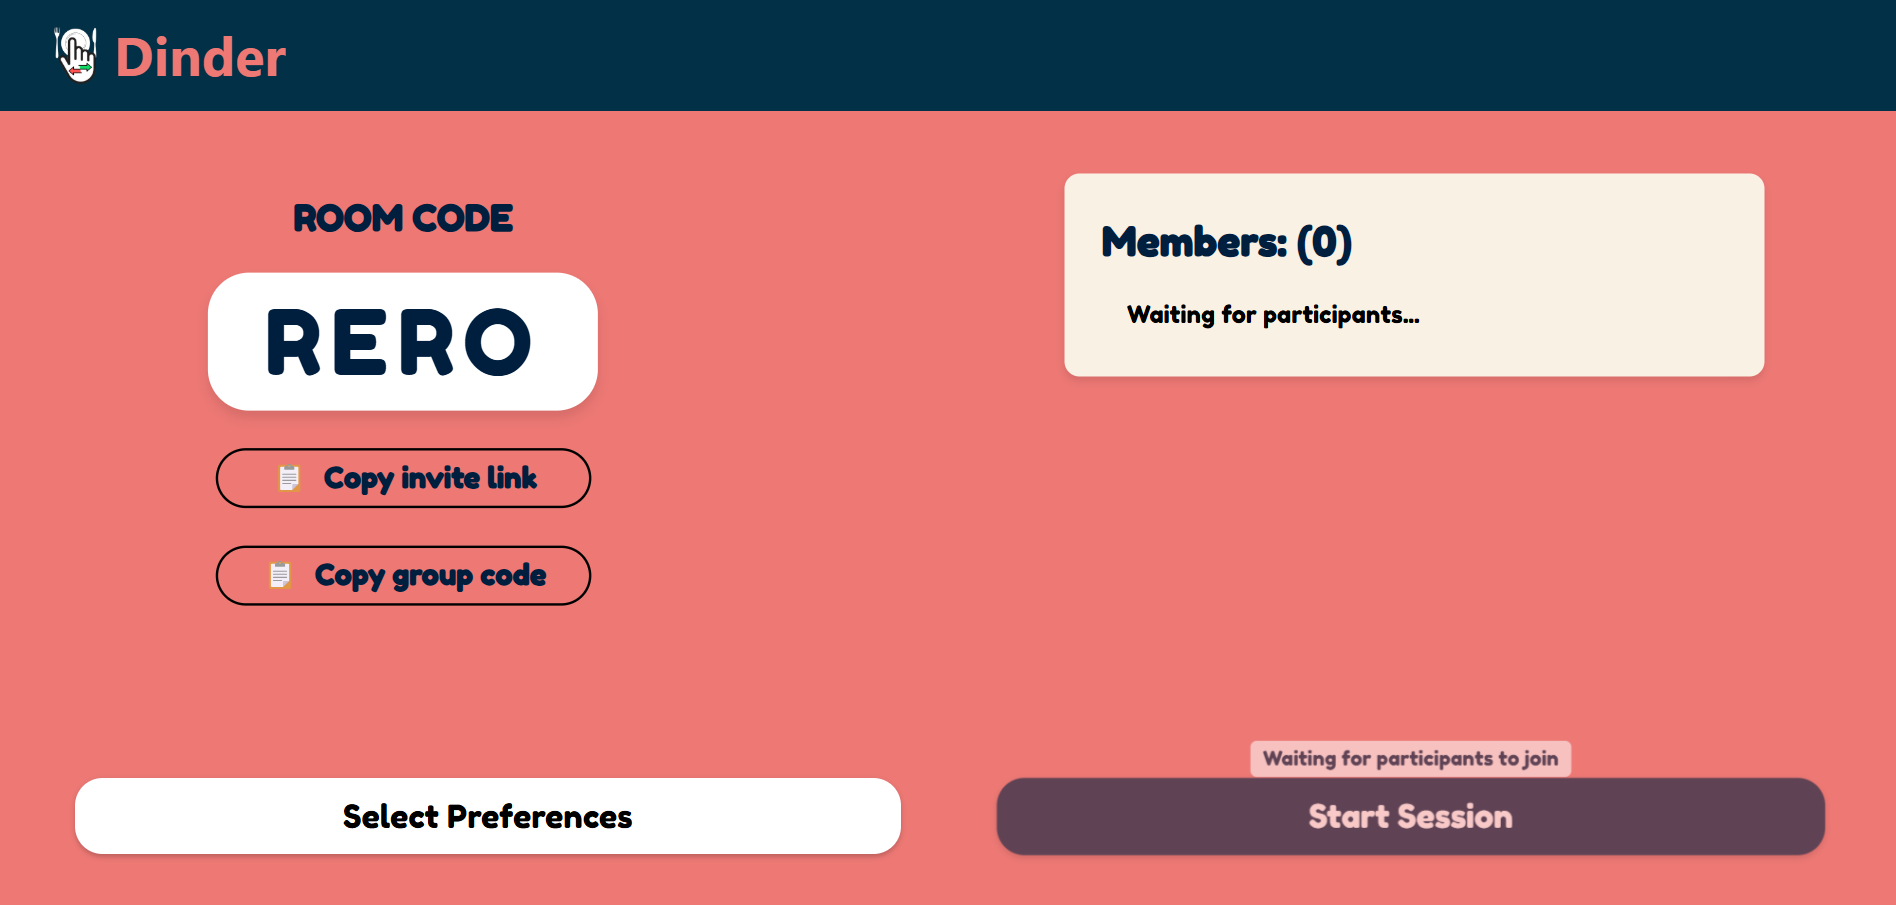 Dinder
ROOM CODE
RERO
Copy invite link
Copy group code
Members: (0)
Waiting for participants...
Select Preferences
Waiting for participants to join
Start Session